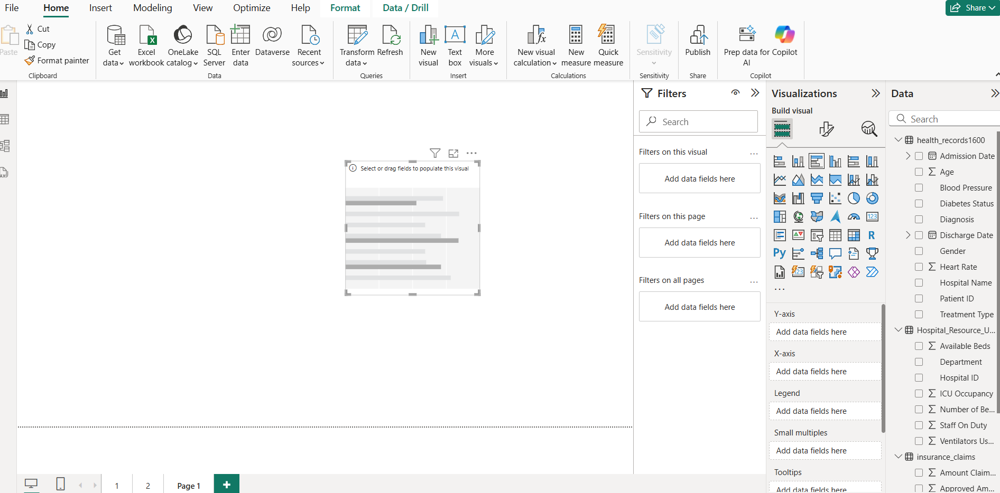 File Home Insert Modeling View Optimize Help Format Data / Drill Share
Paste
Cut
Copy
Format painter
Clipboard
Get data
Excel workbook
OneLake catalog
SQL Server
Enter data
Dataverse
Recent sources
Data
Transform data
Refresh
Queries
New visual
Text box
More visuals
Insert
New visual calculation
New measure
Quick measure
Calculations
Sensitivity
Sensitivity
Publish
Share
Prep data for AI
Copilot
Copilot
Select or drag fields to populate this visual
Filters
Search
Filters on this visual
Add data fields here
Filters on this page
Add data fields here
Filters on all pages
Add data fields here
Visualizations
Build visual
123
R
Py
123
Y-axis
Add data fields here
X-axis
Add data fields here
Legend
Add data fields here
Small multiples
Add data fields here
Tooltips
Add data fields here
Data
Search
health_records1600
Admission Date
Age
Blood Pressure
Diabetes Status
Diagnosis
Discharge Date
Gender
Heart Rate
Hospital Name
Patient ID
Treatment Type
Hospital_Resource_U...
Available Beds
Department
Hospital ID
ICU Occupancy
Number of Be...
Staff On Duty
Ventilators Us...
insurance_claims
Amount Claim...
Approved Am...
1 2 Page 1 +